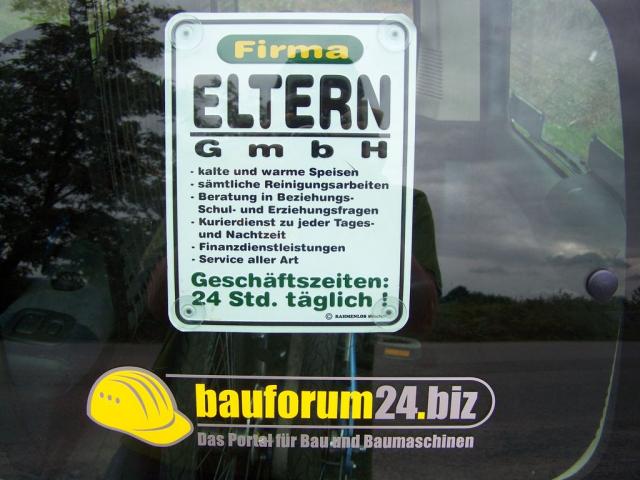 Firma
ELTERN
GmbH
- kalte und warme Speisen
- sämtliche Reinigungsarbeiten
- Beratung in Beziehungs-
Schul- und Erziehungsfragen
- Kurierdienst zu jeder Tages-
und Nachtzeit
- Finanzdienstleistungen
- Service aller Art
Geschäftszeiten:
24 Std. täglich !
© RAHMENLOS
bauforum24.biz
Das Portal für Bau und Baumaschinen